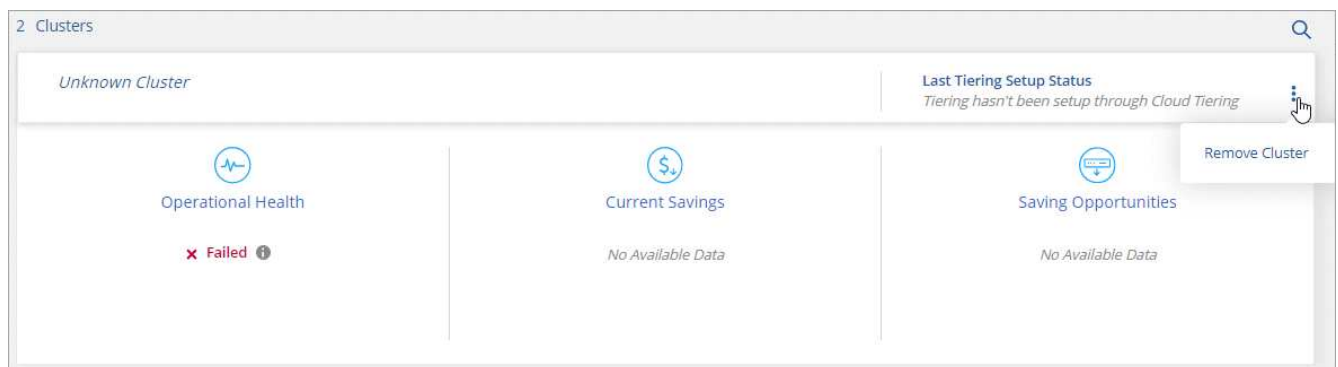 2 Clusters
Unknown Cluster
Last Tiering Setup Status
Tiering hasn't been setup through Cloud Tiering
Remove Cluster
Operational Health
Current Savings
Saving Opportunities
Failed
No Available Data
No Available Data